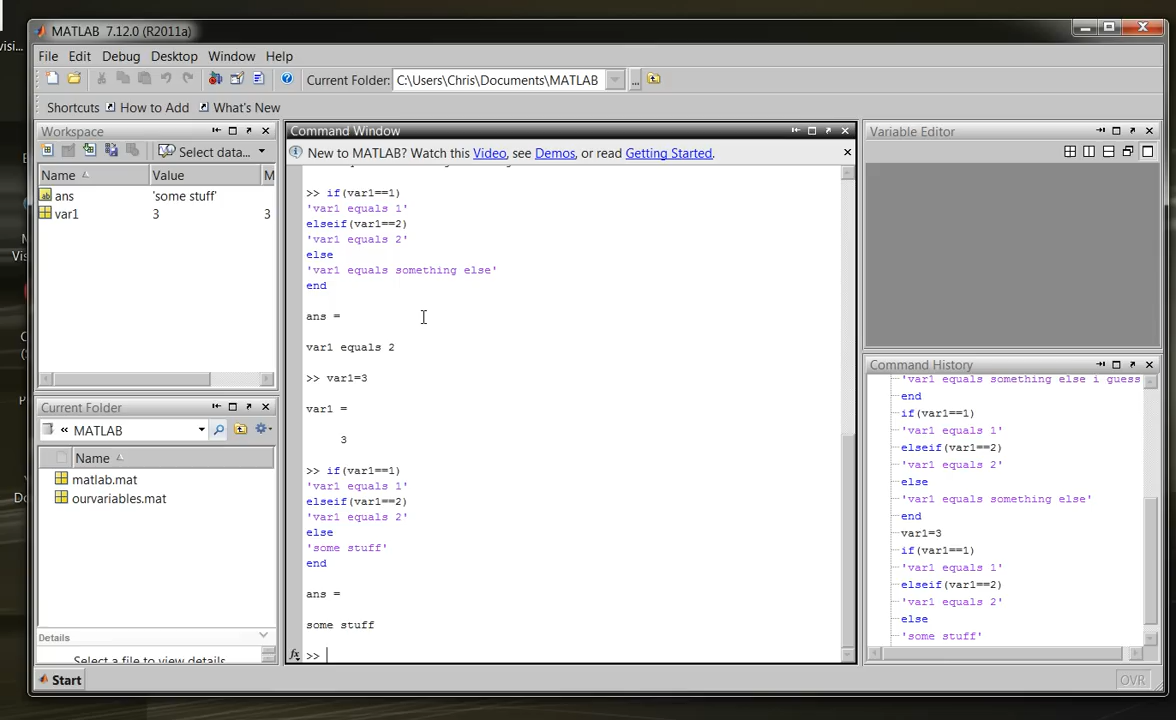 MATLAB 7.12.0 (R2011a)
File Edit Debug Desktop Window Help
Current Folder: C:\Users\Chris\Documents\MATLAB ...
Shortcuts How to Add What's New
Workspace
Select data...
Name Value M
ans 'some stuff'
var1 3 3
Current Folder
« MATLAB
Name
matlab.mat
ourvariables.mat
Details
Select a file to view details
Command Window
New to MATLAB? Watch this Video, see Demos, or read Getting Started.
>> if(var1==1)
'var1 equals 1'
elseif(var1==2)
'var1 equals 2'
else
'var1 equals something else'
end
ans =
var1 equals 2
>> var1=3
var1 =
3
>> if(var1==1)
'var1 equals 1'
elseif(var1==2)
'var1 equals 2'
else
'some stuff'
end
ans =
some stuff
fx >>
Variable Editor
Command History
'var1 equals something else i guess
end
if(var1==1)
'var1 equals 1'
elseif(var1==2)
'var1 equals 2'
else
'var1 equals something else'
end
var1=3
if(var1==1)
'var1 equals 1'
elseif(var1==2)
'var1 equals 2'
else
'some stuff'
Start
OVR